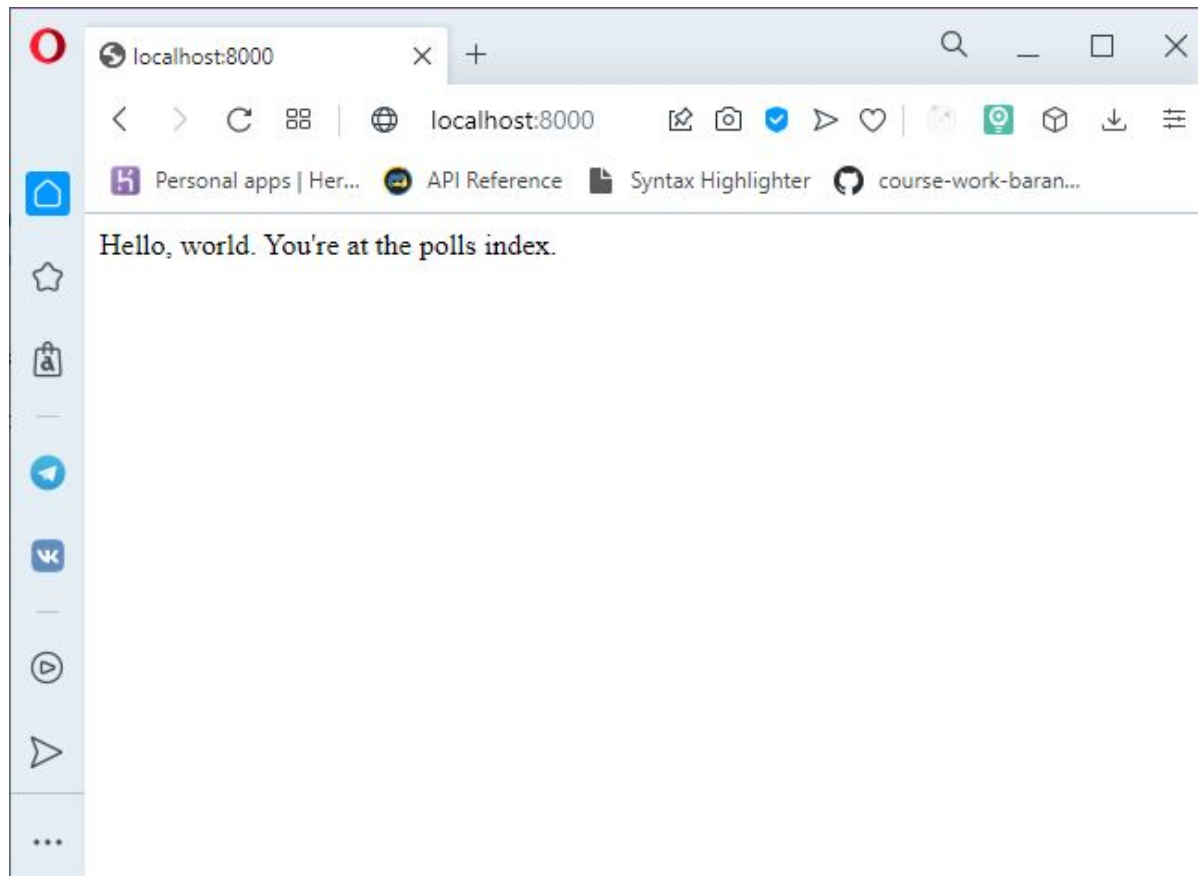 localhost:8000
localhost:8000
Personal apps | Her... API Reference Syntax Highlighter course-work-baran...
Hello, world. You're at the polls index.